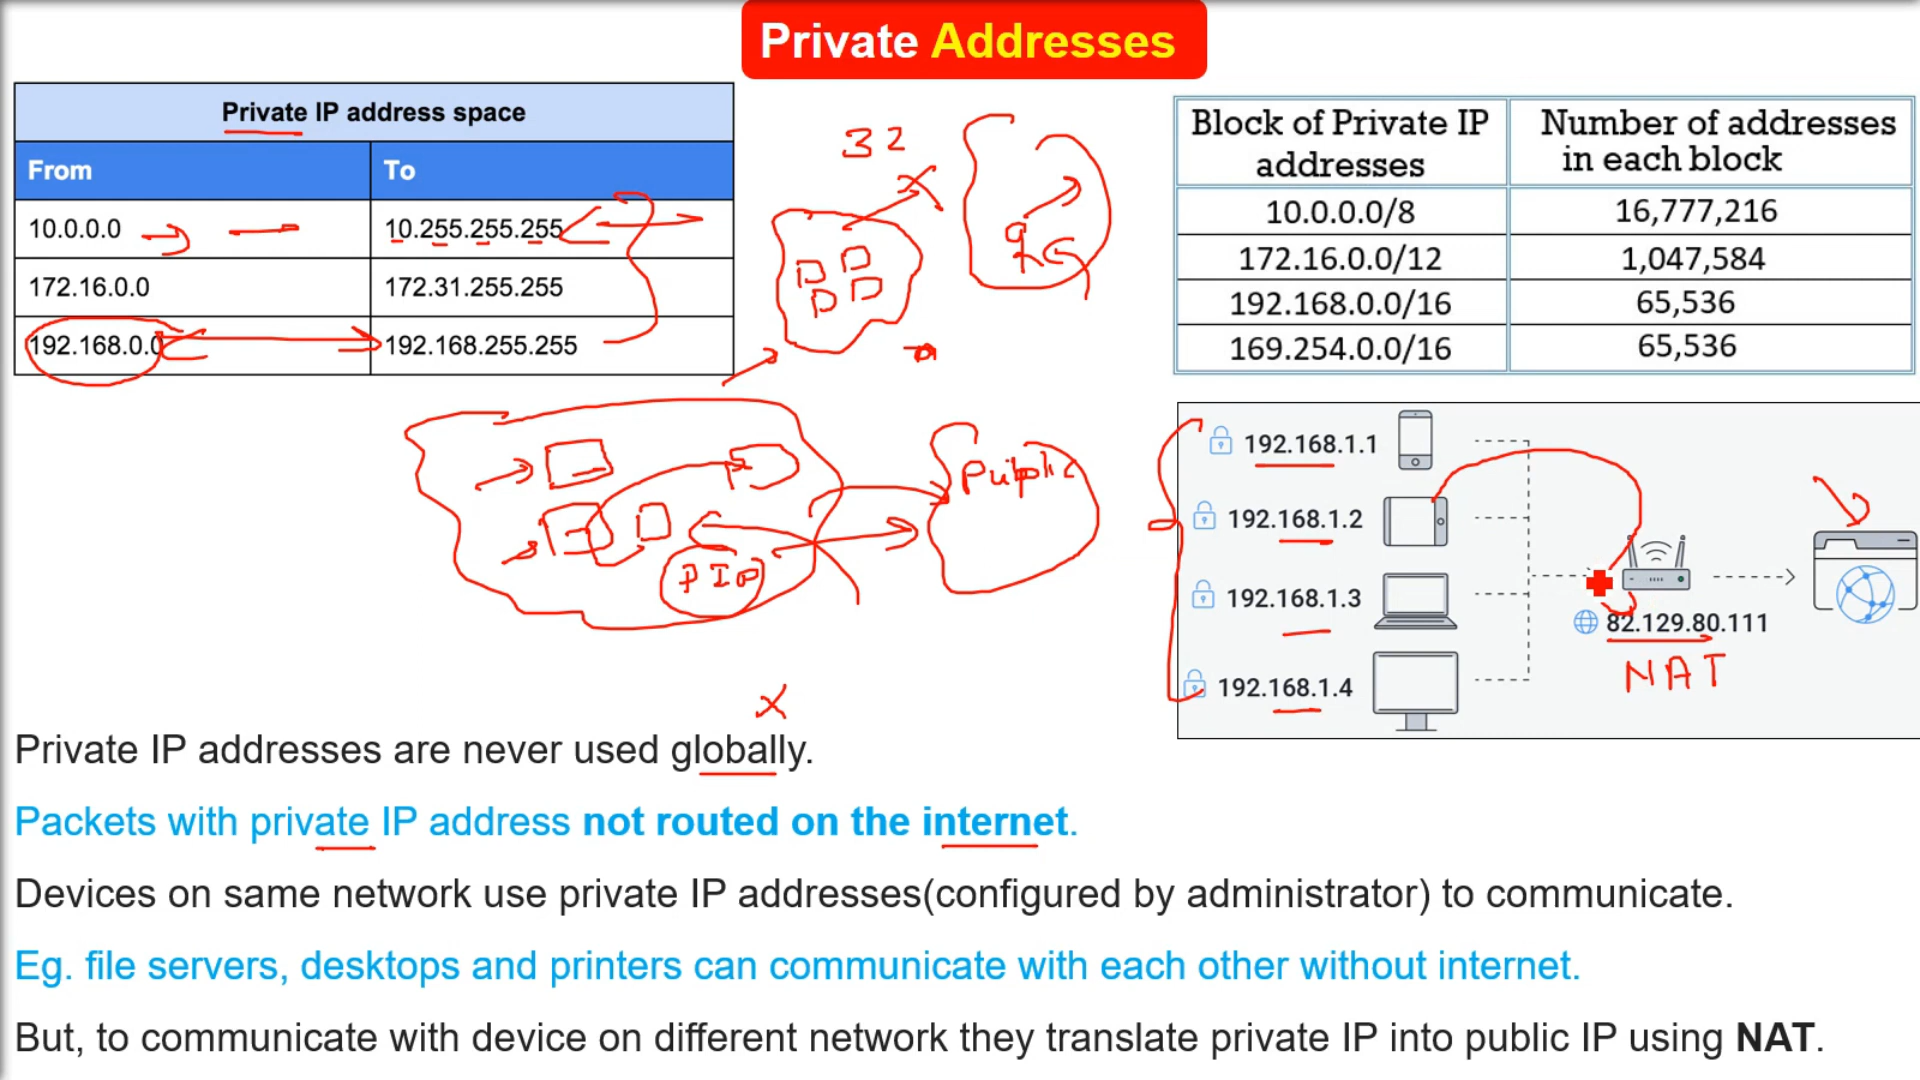 Private Addresses
Private IP address space
From To
10.0.0.0 10.255.255.255
172.16.0.0 172.31.255.255
192.168.0.0 192.168.255.255
32
Public
PIP
Block of Private IP addresses Number of addresses in each block
10.0.0.0/8 16,777,216
172.16.0.0/12 1,047,584
192.168.0.0/16 65,536
169.254.0.0/16 65,536
192.168.1.1
192.168.1.2
192.168.1.3
192.168.1.4
82.129.80.111
NAT
Private IP addresses are never used globally.
Packets with private IP address not routed on the internet.
Devices on same network use private IP addresses(configured by administrator) to communicate.
Eg. file servers, desktops and printers can communicate with each other without internet.
But, to communicate with device on different network they translate private IP into public IP using NAT.